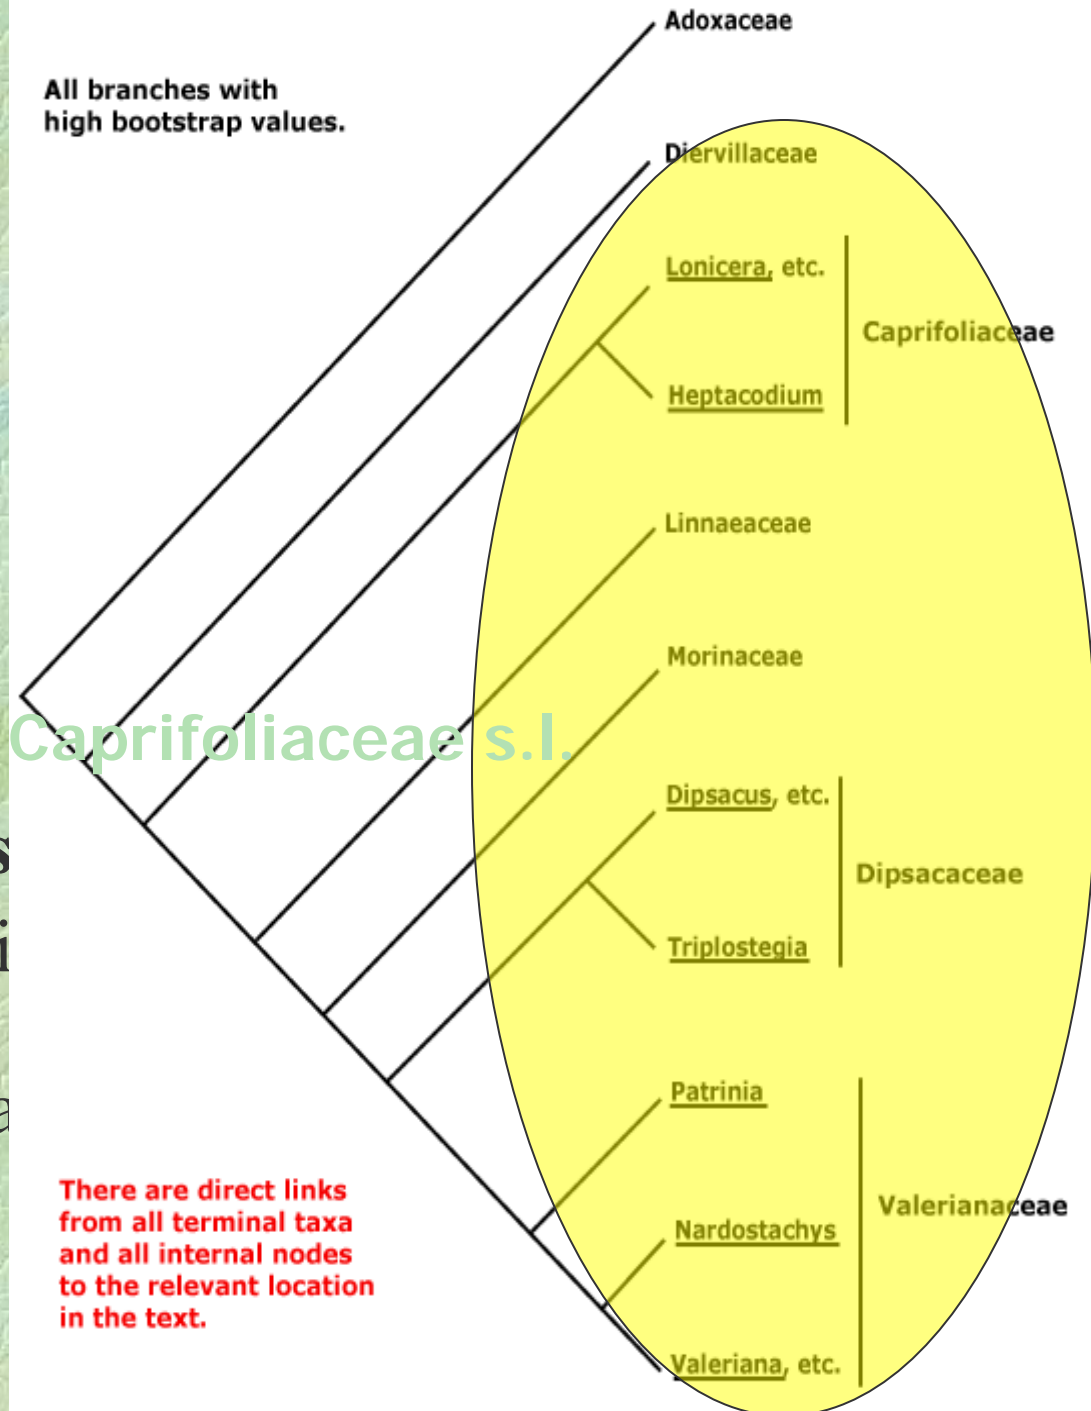 Adoxaceae
All branches with
high bootstrap values.
Diervillaceae
Lonicera, etc.
Caprifoliaceae
Heptacodium
Linnaeaceae
Morinaceae
Caprifoliaceae s.l.
Dipsacus, etc.
Dipsacaceae
Triplostegia
Patrinia
There are direct links
from all terminal taxa
and all internal nodes
to the relevant location
in the text.
Valerianaceae
Nardostachys
Valeriana, etc.